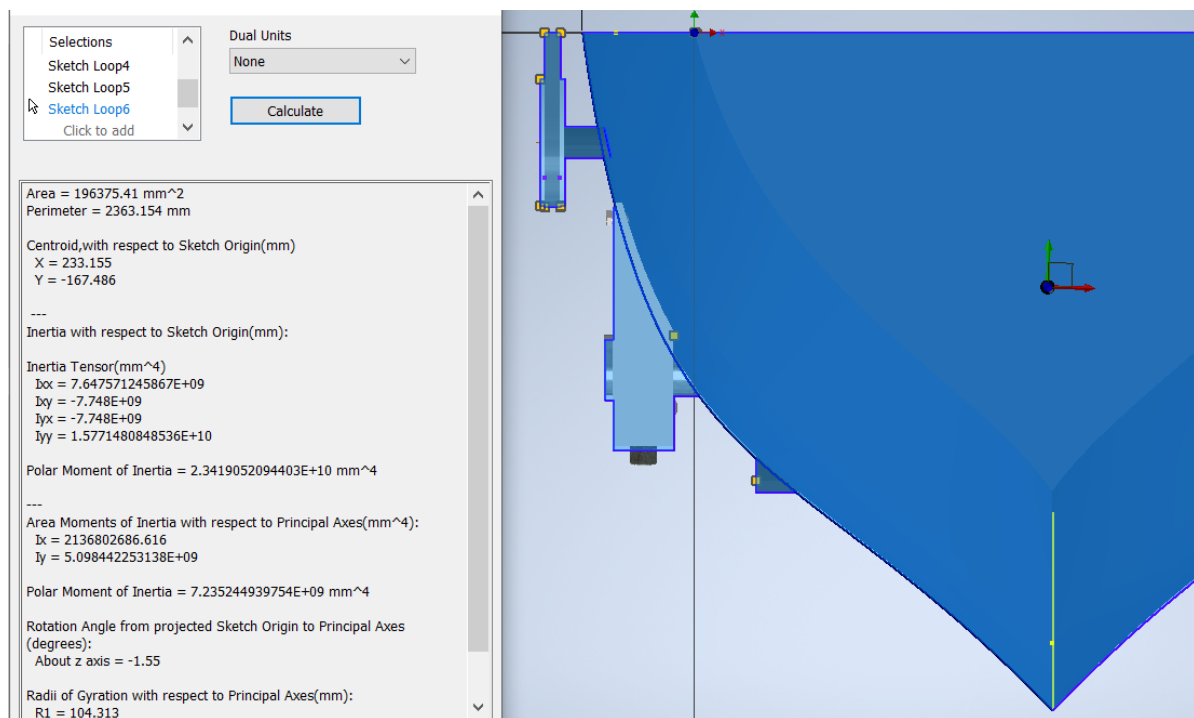 Selections
Sketch Loop4
Sketch Loop5
Sketch Loop6
Click to add
Dual Units
None
Calculate
Area = 196375.41 mm^2
Perimeter = 2363.154 mm
Centroid,with respect to Sketch Origin(mm)
X = 233.155
Y = -167.486
---
Inertia with respect to Sketch Origin(mm):
Inertia Tensor(mm^4)
Ixx = 7.647571245867E+09
Ixy = -7.748E+09
Iyx = -7.748E+09
Iyy = 1.5771480848536E+10
Polar Moment of Inertia = 2.3419052094403E+10 mm^4
---
Area Moments of Inertia with respect to Principal Axes(mm^4):
Ix = 2136802686.616
Iy = 5.098442253138E+09
Polar Moment of Inertia = 7.235244939754E+09 mm^4
Rotation Angle from projected Sketch Origin to Principal Axes
(degrees):
About z axis = -1.55
Radii of Gyration with respect to Principal Axes(mm):
R1 = 104.313